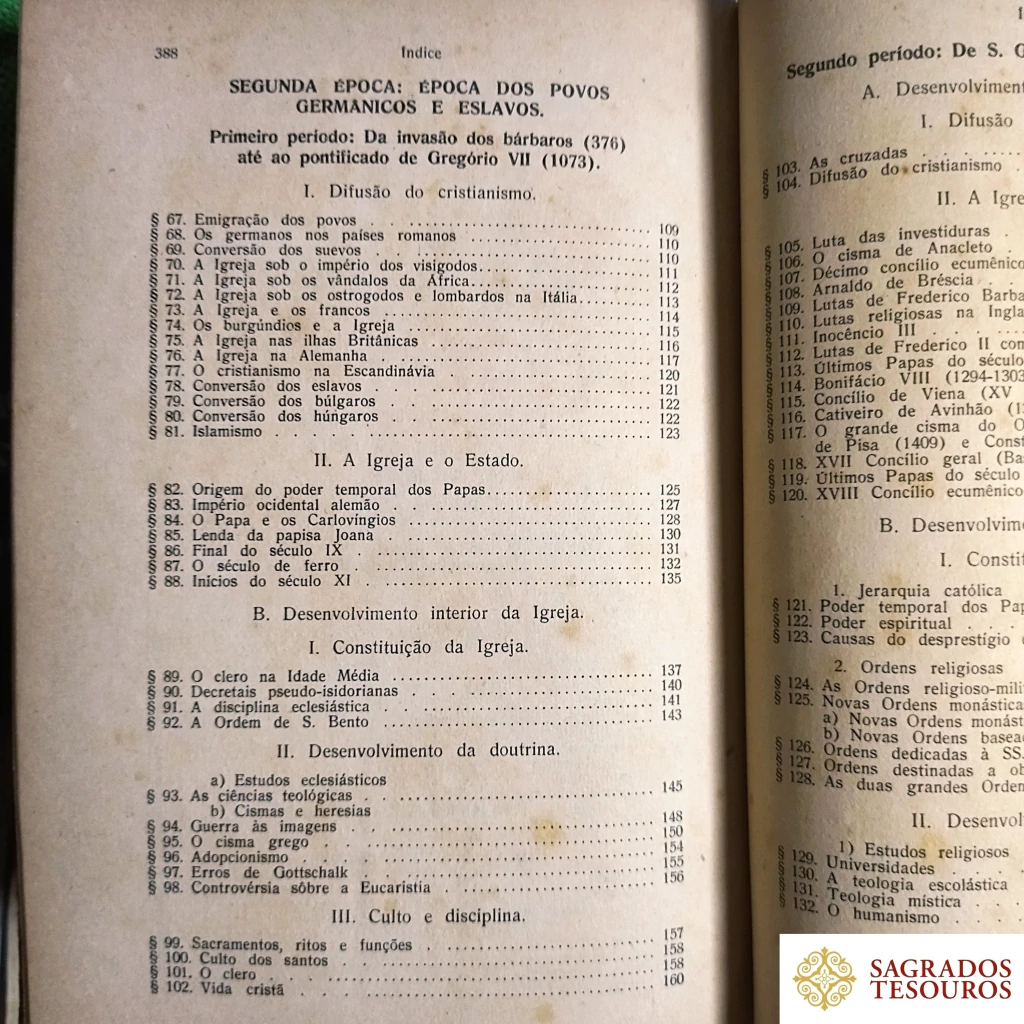 388
Indice
SEGUNDA ÉPOCA: ÉPOCA DOS POVOS
GERMÂNICOS E ESLAVOS.
Primeiro período: Da invasão dos bárbaros (376)
até ao pontificado de Gregório VII (1073).
I. Difusão do cristianismo.
§ 67. Emigração dos povos . . . 109
§ 68. Os germanos nos países romanos . . . 110
§ 69. Conversão dos suevos . . . 110
§ 70. A Igreja sob o império dos visigodos . . . 111
§ 71. A Igreja sob os vândalos da África . . . 112
§ 72. A Igreja sob os ostrogodos e lombardos na Itália . . . 113
§ 73. A Igreja e os francos . . . 114
§ 74. Os burgúndios e a Igreja . . . 115
§ 75. A Igreja nas ilhas Britânicas . . . 116
§ 76. A Igreja na Alemanha . . . 117
§ 77. O cristianismo na Escandinávia . . . 120
§ 78. Conversão dos eslavos . . . 121
§ 79. Conversão dos búlgaros . . . 122
§ 80. Conversão dos húngaros . . . 122
§ 81. Islamismo . . . 123
II. A Igreja e o Estado.
§ 82. Origem do poder temporal dos Papas . . . 125
§ 83. Império ocidental alemão . . . 127
§ 84. O Papa e os Carlovíngios . . . 128
§ 85. Lenda da papisa Joana . . . 130
§ 86. Final do século IX . . . 131
§ 87. O século de ferro . . . 132
§ 88. Inícios do século XI . . . 135
B. Desenvolvimento interior da Igreja.
I. Constituição da Igreja.
§ 89. O clero na Idade Média . . . 137
§ 90. Decretais pseudo-isidorianas . . . 140
§ 91. A disciplina eclesiástica . . . 141
§ 92. A Ordem de S. Bento . . . 143
II. Desenvolvimento da doutrina.
a) Estudos eclesiásticos
§ 93. As ciências teológicas . . . 145
b) Cismas e heresias
§ 94. Guerra às imagens . . . 148
§ 95. O cisma grego . . . 150
§ 96. Adopcionismo . . . 154
§ 97. Erros de Gottschalk . . . 155
§ 98. Controvérsia sôbre a Eucaristia . . . 156
III. Culto e disciplina.
§ 99. Sacramentos, ritos e funções . . . 157
§ 100. Culto dos santos . . . 158
§ 101. O clero . . . 158
§ 102. Vida cristã . . . 160
Segundo período: De S. G
A. Desenvolviment
I. Difusão
§ 103. As cruzadas . . .
§ 104. Difusão do cristianismo .
II. A Igre
§ 105. Luta das investiduras .
§ 106. O cisma de Anacleto .
§ 107. Décimo concílio ecumênico
§ 108. Arnaldo de Bréscia . .
§ 109. Lutas de Frederico Barba
§ 110. Lutas religiosas na Ingla
§ 111. Inocêncio III . . .
§ 112. Lutas de Frederico II con
§ 113. Últimos Papas do século
§ 114. Bonifácio VIII (1294-1303
§ 115. Concílio de Viena (XV
§ 116. Cativeiro de Avinhão (13
§ 117. O grande cisma do O
de Pisa (1409) e Const
§ 118. XVII Concílio geral (Ba
§ 119. Últimos Papas do século
§ 120. XVIII Concílio ecumênico
B. Desenvolvime
I. Constit
1. Jerarquia católica
§ 121. Poder temporal dos Pap
§ 122. Poder espiritual . . .
§ 123. Causas do desprestígio
2. Ordens religiosas
§ 124. As Ordens religioso-mili
§ 125. Novas Ordens monástica
a) Novas Ordens monást
b) Novas Ordens basea
§ 126. Ordens dedicadas à SS.
§ 127. Ordens destinadas a ob
§ 128. As duas grandes Orden
II. Desenvol
1) Estudos religiosos
§ 129. Universidades . . .
§ 130. A teologia escolástica
§ 131. Teologia mística . . .
§ 132. O humanismo . . .
SAGRADOS
TESOUROS